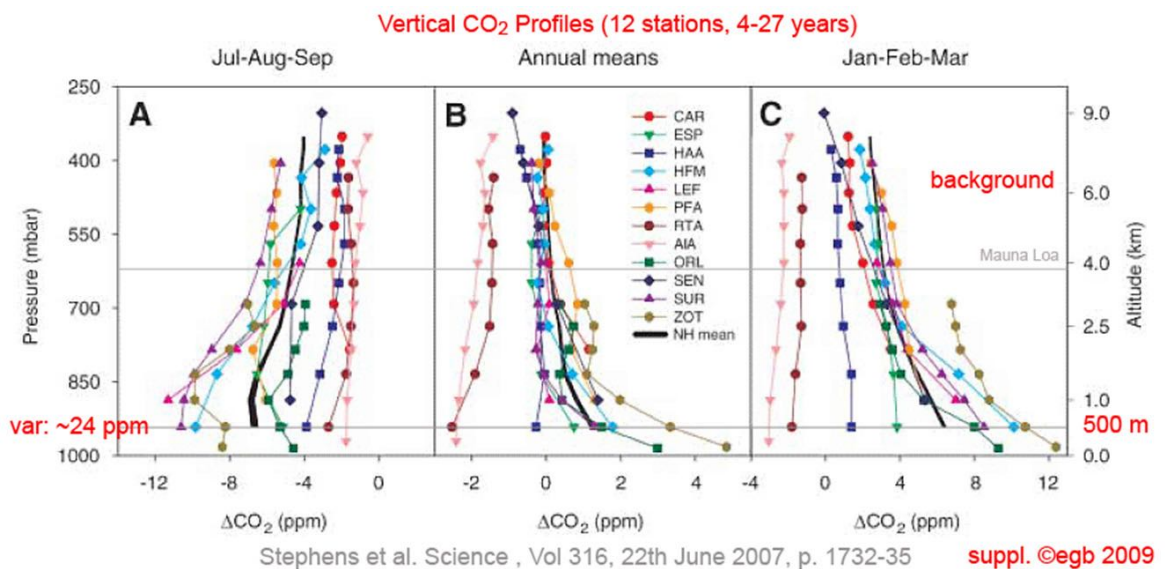 Vertical CO₂ Profiles (12 stations, 4-27 years)
Jul-Aug-Sep
Annual means
Jan-Feb-Mar
Pressure (mbar)
250
400
550
700
850
1000
A
B
C
CAR
ESP
HAA
HFM
LEF
PFA
RTA
AIA
ORL
SEN
SUR
ZOT
NH mean
background
Mauna Loa
9.0
6.0
4.0
2.5
1.0
0.0
Altitude (km)
var: ~24 ppm
500 m
-12 -8 -4 0
-2 0 2 4
-4 0 4 8 12
ΔCO₂ (ppm)
ΔCO₂ (ppm)
ΔCO₂ (ppm)
Stephens et al. Science , Vol 316, 22th June 2007, p. 1732-35
suppl. ©egb 2009